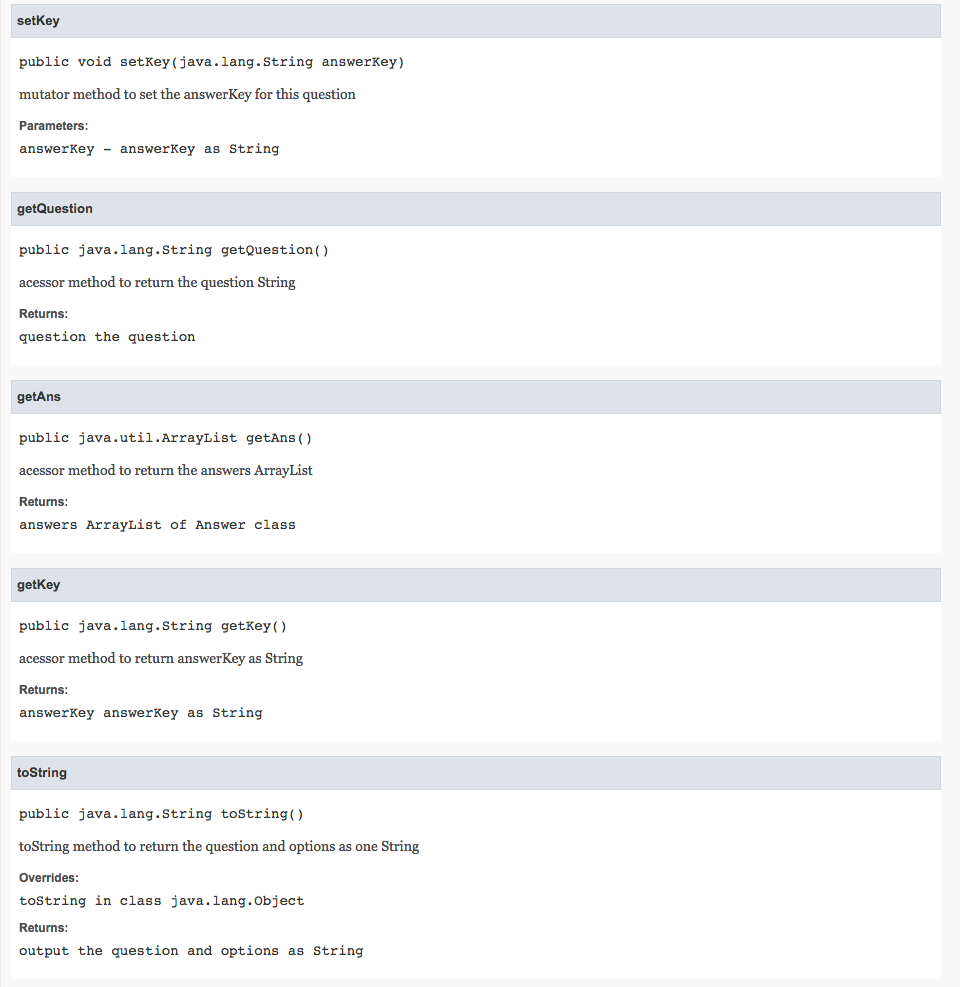 setKey
public void setKey(java.lang.String answerKey)
mutator method to set the answerKey for this question
Parameters:
answerKey - answerKey as String
getQuestion
public java.lang.String getQuestion()
acessor method to return the question String
Returns:
question the question
getAns
public java.util.ArrayList getAns()
acessor method to return the answers ArrayList
Returns:
answers ArrayList of Answer class
getKey
public java.lang.String getKey()
acessor method to return answerKey as String
Returns:
answerKey answerKey as String
toString
public java.lang.String toString()
toString method to return the question and options as one String
Overrides:
toString in class java.lang.Object
Returns:
output the question and options as String